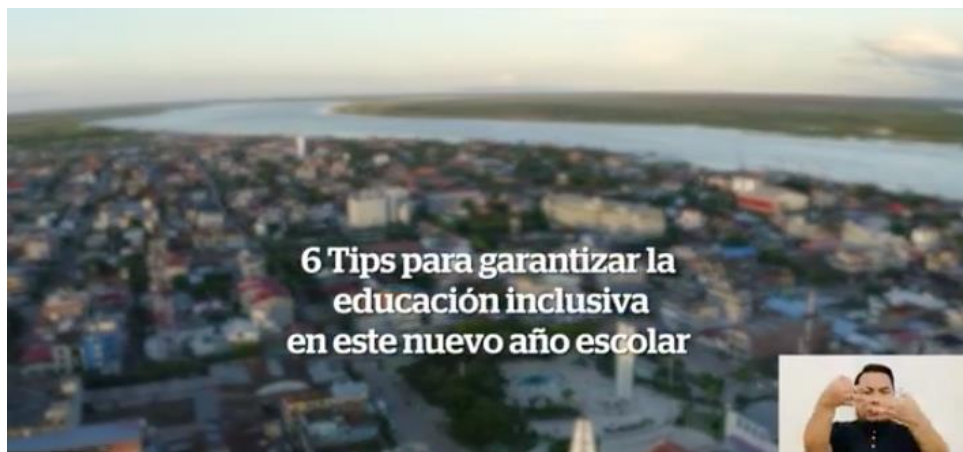 6 Tips para garantizar la
educación inclusiva
en este nuevo año escolar